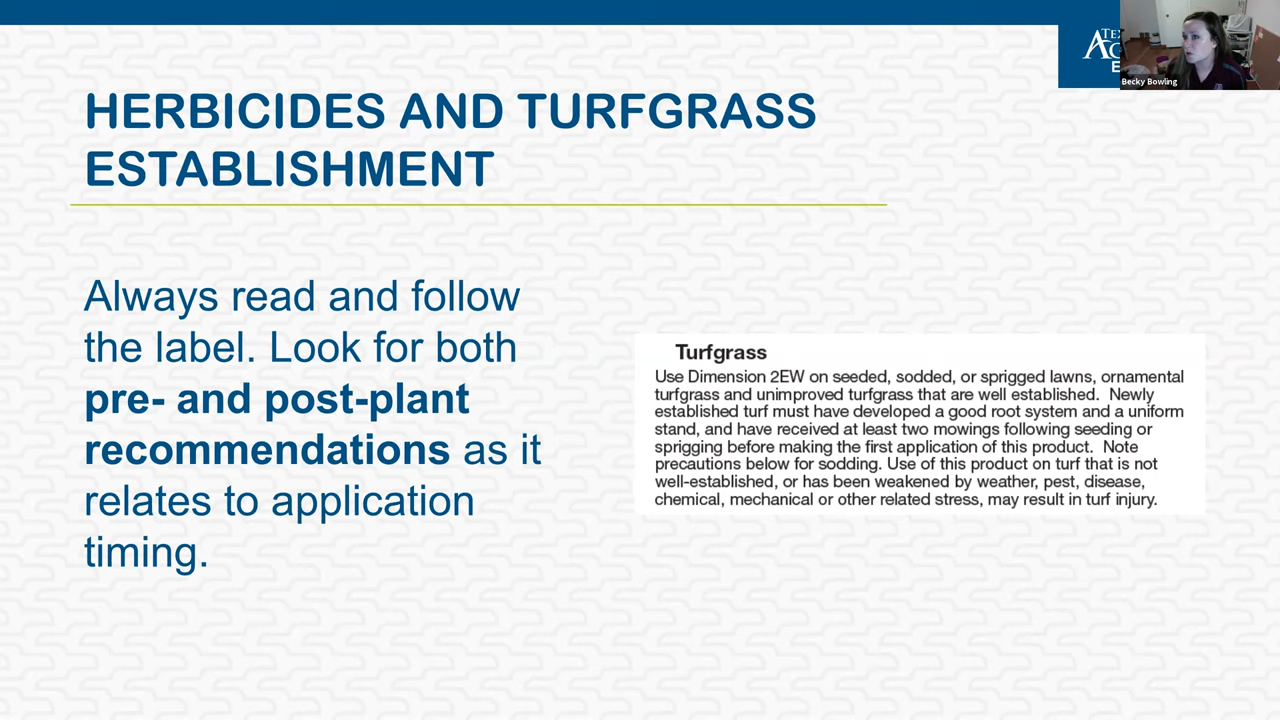 Becky Bowling
HERBICIDES AND TURFGRASS
ESTABLISHMENT
Always read and follow
the label. Look for both
pre- and post-plant
recommendations as it
relates to application
timing.
Turfgrass
Use Dimension 2EW on seeded, sodded, or sprigged lawns, ornamental
turfgrass and unimproved turfgrass that are well established. Newly
established turf must have developed a good root system and a uniform
stand, and have received at least two mowings following seeding or
sprigging before making the first application of this product. Note
precautions below for sodding. Use of this product on turf that is not
well-established, or has been weakened by weather, pest, disease,
chemical, mechanical or other related stress, may result in turf injury.